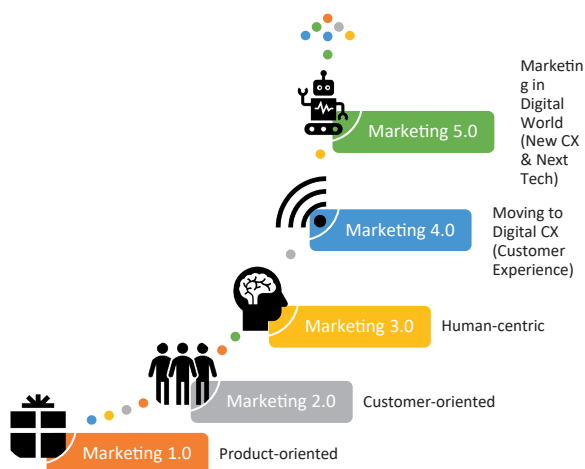 Marketing 5.0
Marketin
g in
Digital
World
(New CX
& Next
Tech)
Marketing 4.0
Moving to
Digital CX
(Customer
Experience)
Marketing 3.0
Human-centric
Marketing 2.0
Customer-oriented
Marketing 1.0
Product-oriented